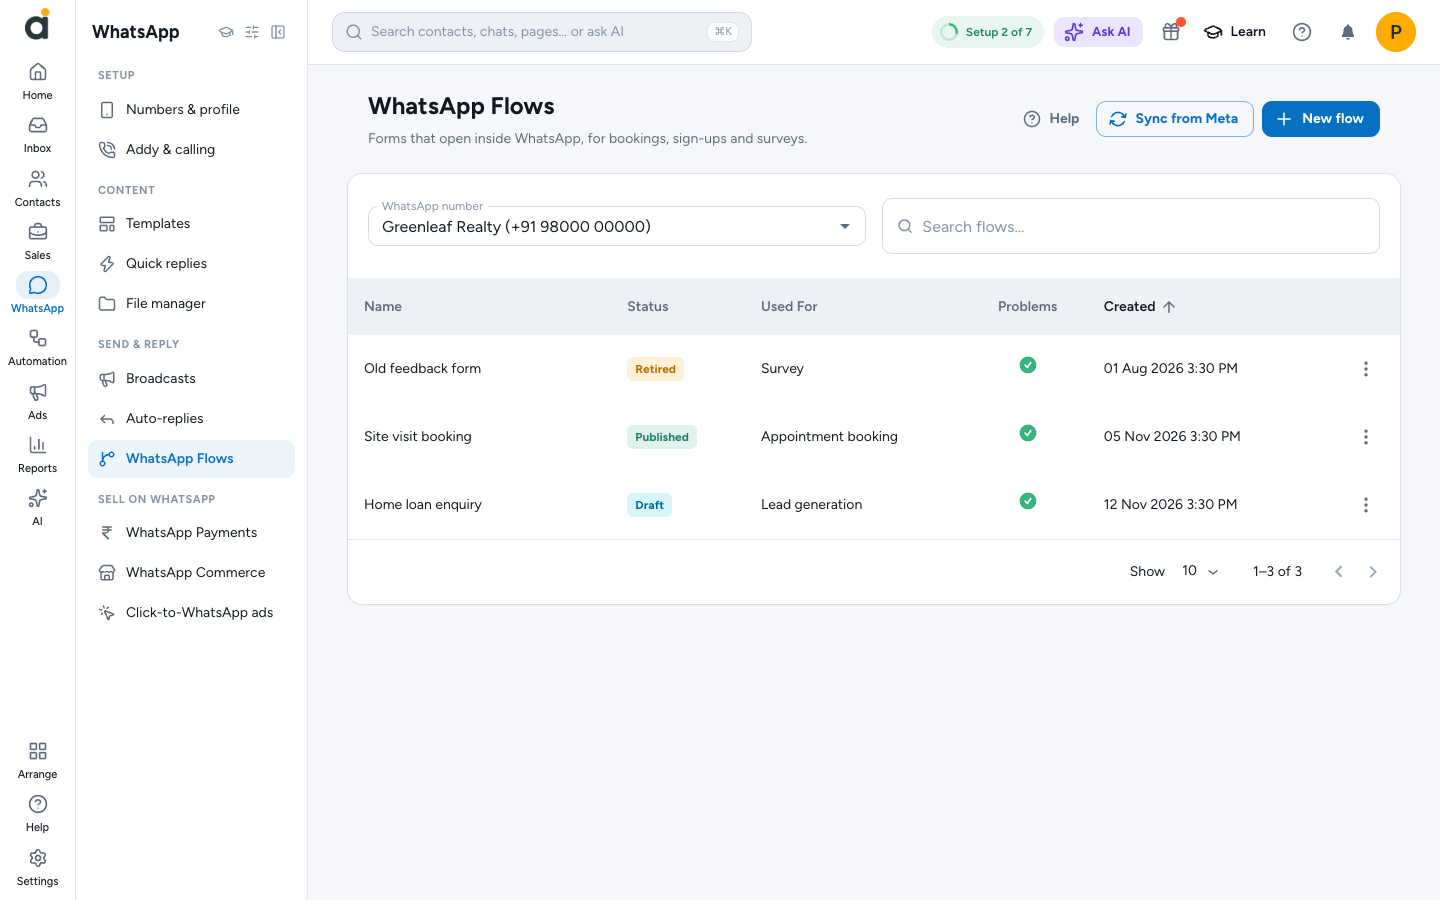 WhatsApp
Search contacts, chats, pages... or ask AI
⌘K
Setup 2 of 7
Ask AI
Learn
P
Home
Inbox
Contacts
Sales
WhatsApp
Automation
Ads
Reports
AI
Arrange
Help
Settings
SETUP
Numbers & profile
Addy & calling
CONTENT
Templates
Quick replies
File manager
SEND & REPLY
Broadcasts
Auto-replies
WhatsApp Flows
SELL ON WHATSAPP
WhatsApp Payments
WhatsApp Commerce
Click-to-WhatsApp ads
WhatsApp Flows
Forms that open inside WhatsApp, for bookings, sign-ups and surveys.
Help
Sync from Meta
New flow
WhatsApp number
Greenleaf Realty (+91 98000 00000)
Search flows...
Name Status Used For Problems Created
Old feedback form Retired Survey 01 Aug 2026 3:30 PM
Site visit booking Published Appointment booking 05 Nov 2026 3:30 PM
Home loan enquiry Draft Lead generation 12 Nov 2026 3:30 PM
Show 10 1–3 of 3